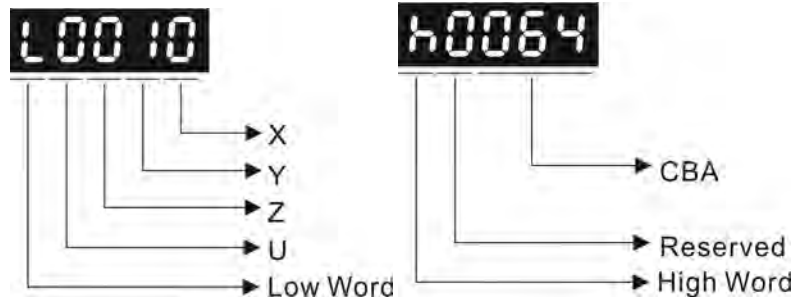 L0010
h0064
X
Y
Z
U
Low Word
CBA
Reserved
High Word